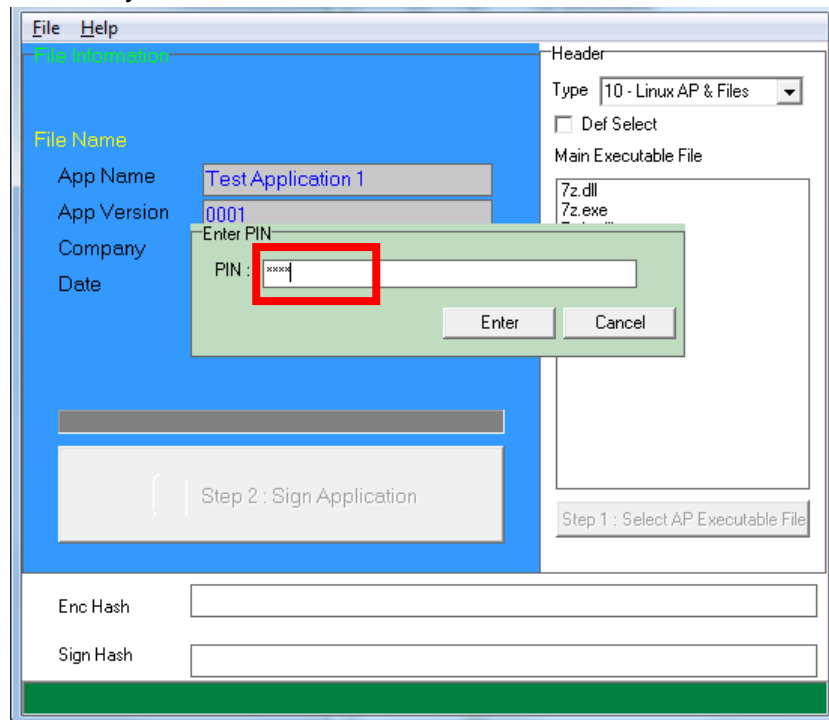 File Help
File Information
File Name
App Name Test Application 1
App Version 0001
Company
Date
Enter PIN
PIN : ****
Enter Cancel
Step 2 : Sign Application
Header
Type 10 - Linux AP & Files
Def Select
Main Executable File
7z.dll
7z.exe
Step 1 : Select AP Executable File
Enc Hash
Sign Hash